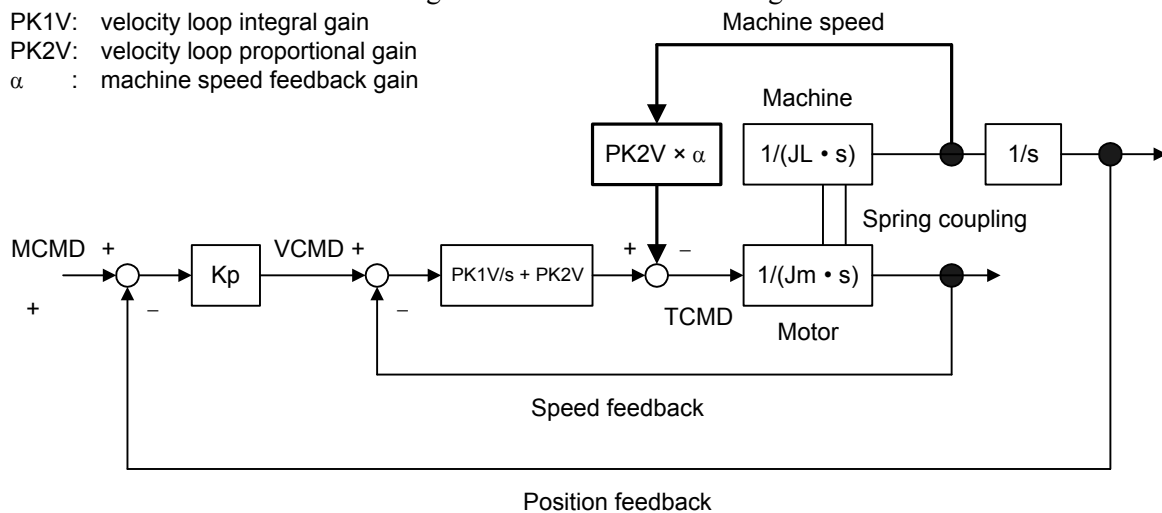 PK1V: velocity loop integral gain
PK2V: velocity loop proportional gain
α : machine speed feedback gain
Machine speed
Machine
PK2V × α
1/(JL • s)
1/s
Spring coupling
MCMD +
VCMD +
+ −
Kp
PK1V/s + PK2V
1/(Jm • s)
+
−
−
TCMD
Motor
Speed feedback
Position feedback